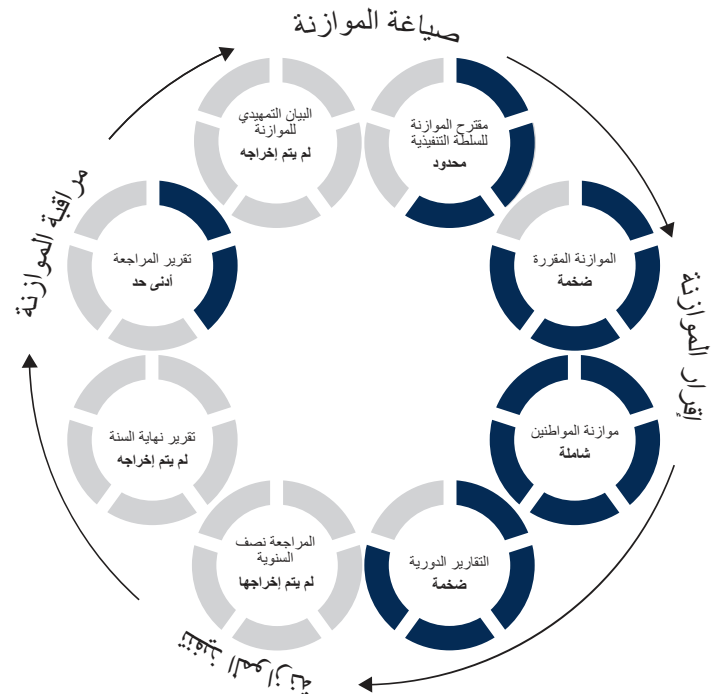 صياغة الموازنة
البيان التمهيدي
للموازنة
لم يتم إخراجه
مقترح الموازنة
للسلطة التنفيذية
محدود
الموازنة المقررة
ضخمة
إقرار الموازنة
موازنة المواطنين
شاملة
التقارير الدورية
ضخمة
تنفيذ الموازنة
المراجعة نصف
السنوية
لم يتم إخراجها
تقرير نهاية السنة
لم يتم إخراجه
مراقبة الموازنة
تقرير المراجعة
أدنى حد